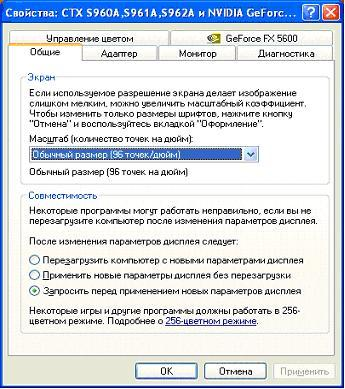 Свойства: CTX S960A,S961A,S962A и NVIDIA GeForc...
Управление цветом
GeForce FX 5600
Общие
Адаптер
Монитор
Диагностика
Экран
Если используемое разрешение экрана делает изображение
слишком мелким, можно увеличить масштабный коэффициент.
Чтобы изменить только размеры шрифтов, нажмите кнопку
"Отмена" и воспользуйтесь вкладкой "Оформление".
Масштаб (количество точек на дюйм):
Обычный размер (96 точек/дюйм)
Обычный размер (96 точек на дюйм)
Совместимость
Некоторые программы могут работать неправильно, если вы не
перезагрузите компьютер после изменения параметров дисплея.
После изменения параметров дисплея следует:
Перезагрузить компьютер с новыми параметрами дисплея
Применить новые параметры дисплея без перезагрузки
Запросить перед применением новых параметров дисплея
Некоторые игры и другие программы должны работать в 256-
цветном режиме. Подробнее о 256-цветном режиме.
OK
Отмена
Применить